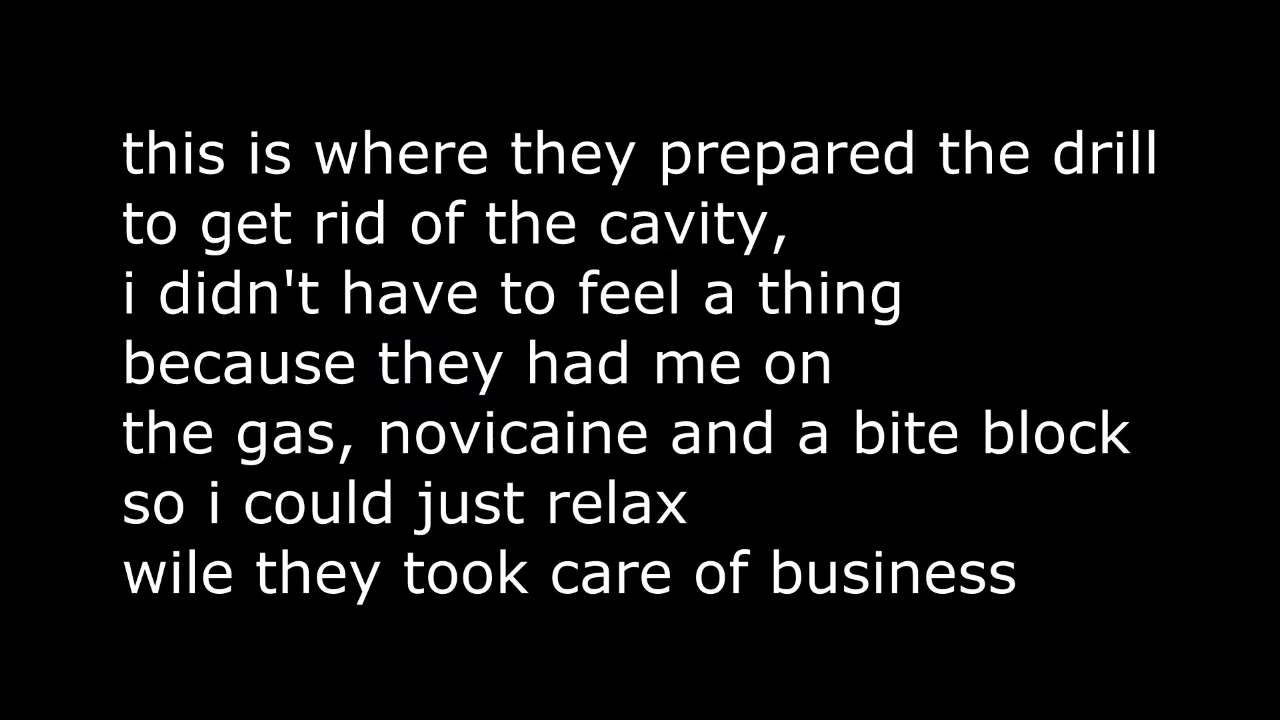 this is where they prepared the drill
to get rid of the cavity,
i didn't have to feel a thing
because they had me on
the gas, novicaine and a bite block
so i could just relax
wile they took care of business